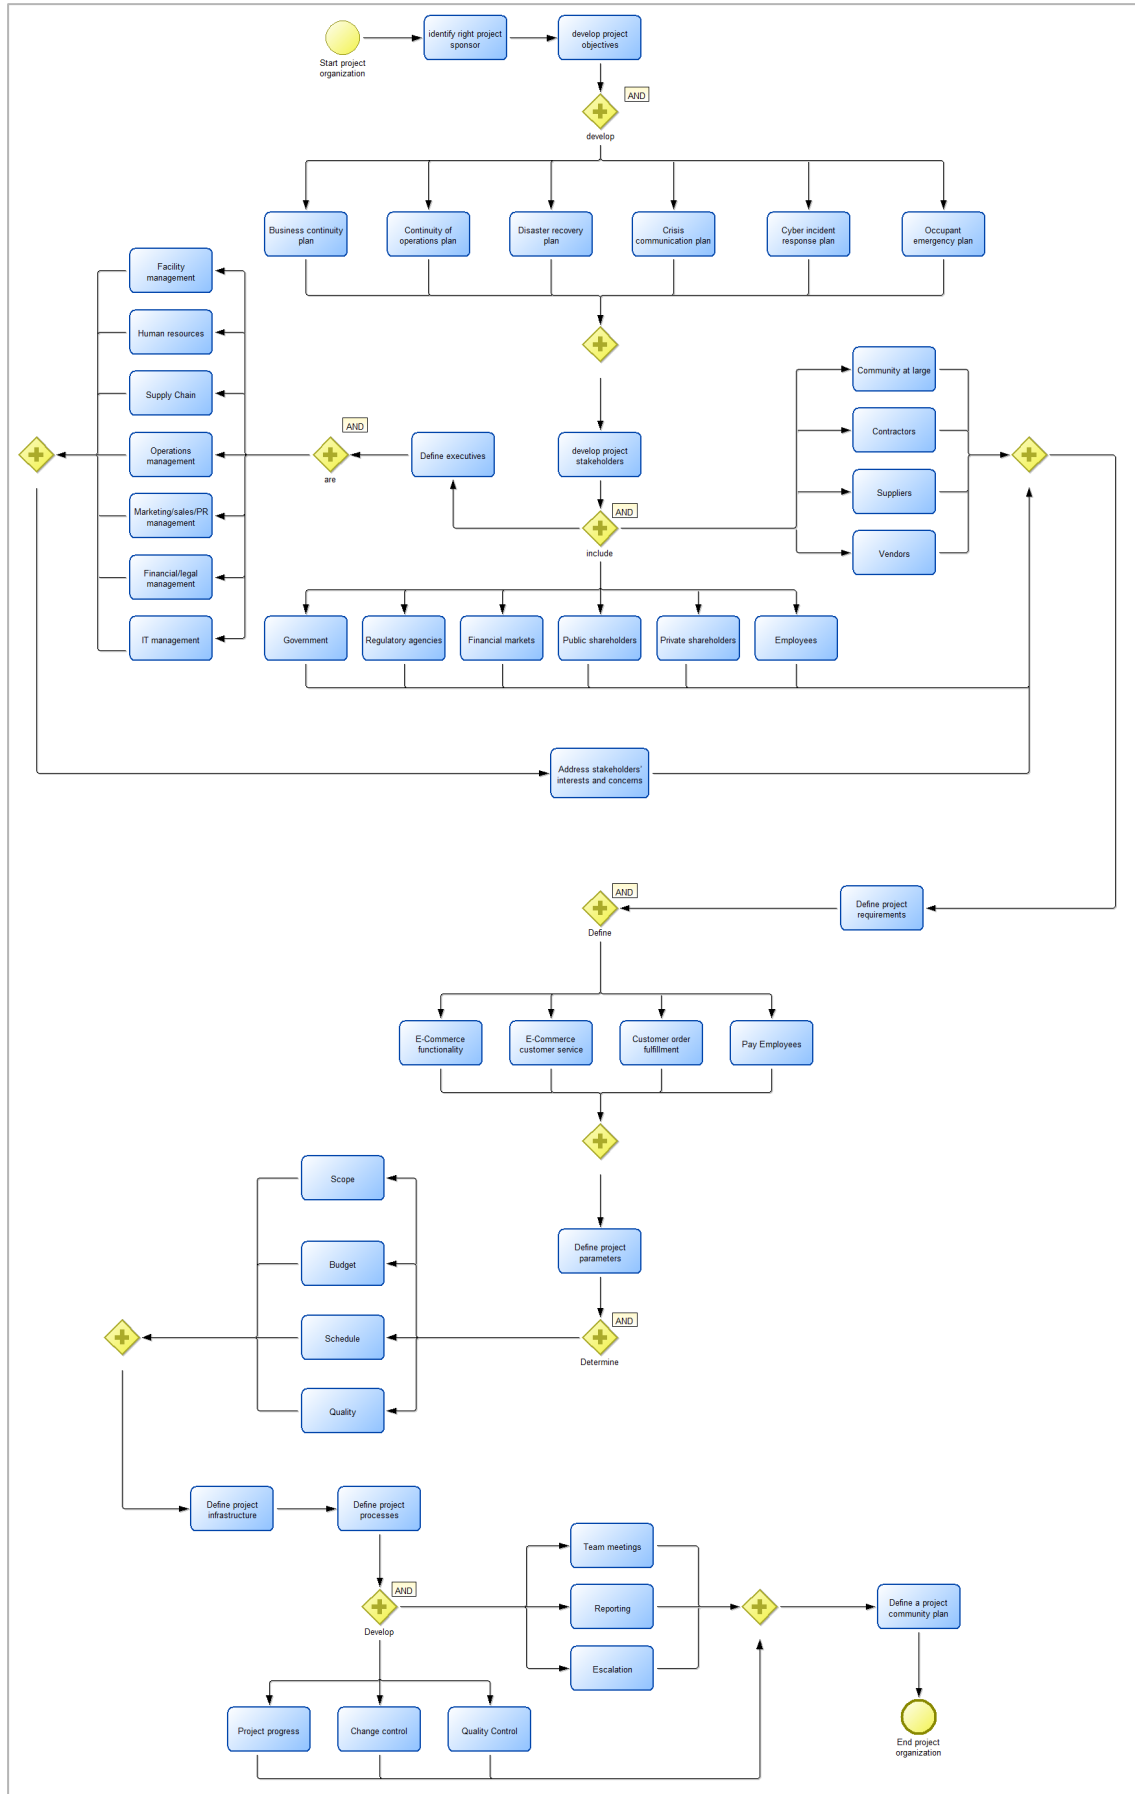 identify right project
sponsor
develop project
objectives
Start project
organization
AND
develop
Business continuity
plan
Continuity of
operations plan
Disaster recovery
plan
Crisis
communication plan
Cyber incident
response plan
Occupant
emergency plan
Facility
management
Human resources
Supply Chain
Operations
management
Marketing/sales/PR
management
Financial/legal
management
IT management
AND
are
Define executives
develop project
stakeholders
AND
include
Community at large
Contractors
Suppliers
Vendors
Government
Regulatory agencies
Financial markets
Public shareholders
Private shareholders
Employees
Address stakeholders'
interests and concerns
AND
Define
Define project
requirements
E-Commerce
functionality
E-Commerce
customer service
Customer order
fulfillment
Pay Employees
Scope
Budget
Schedule
Quality
Define project
parameters
AND
Determine
Define project
infrastructure
Define project
processes
AND
Develop
Team meetings
Reporting
Escalation
Define a project
community plan
Project progress
Change control
Quality Control
End project
organization